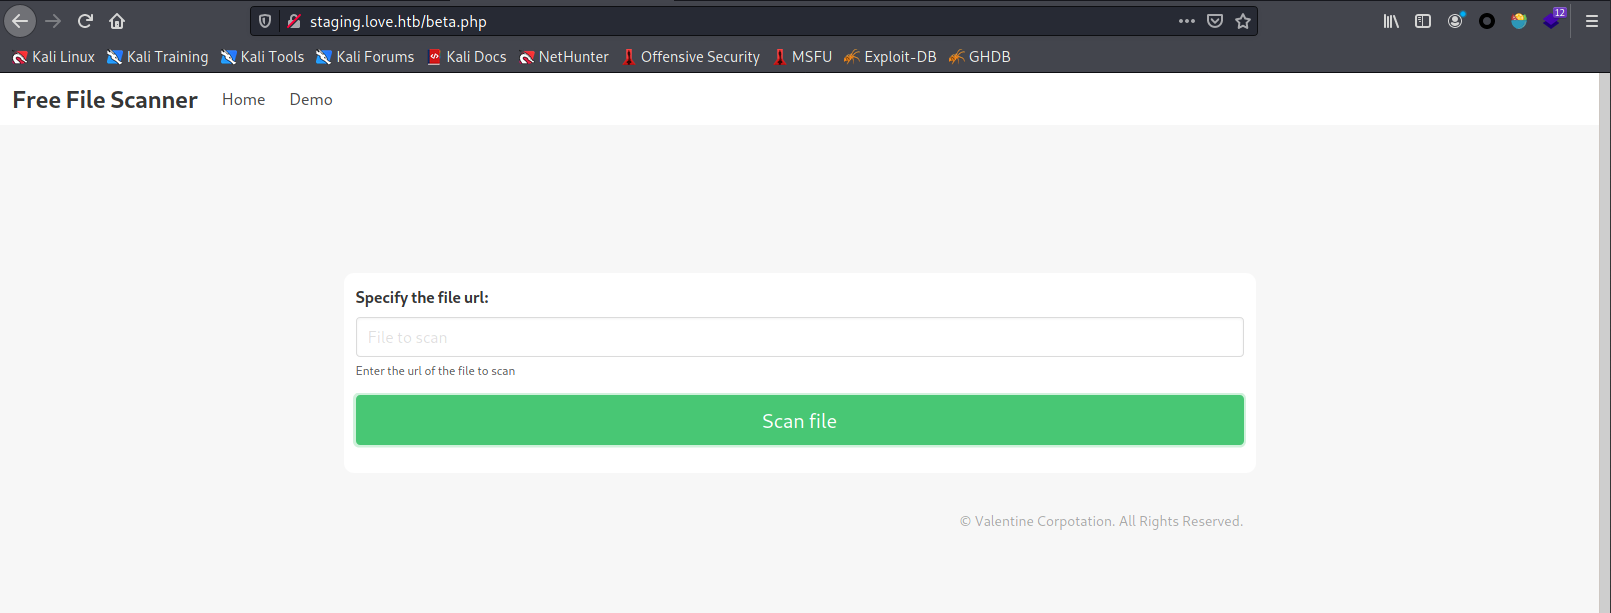 staging.love.htb/beta.php
12
Kali Linux Kali Training Kali Tools Kali Forums Kali Docs NetHunter Offensive Security MSFU Exploit-DB GHDB
Free File Scanner Home Demo
Specify the file url:
File to scan
Enter the url of the file to scan
Scan file
© Valentine Corpotation. All Rights Reserved.